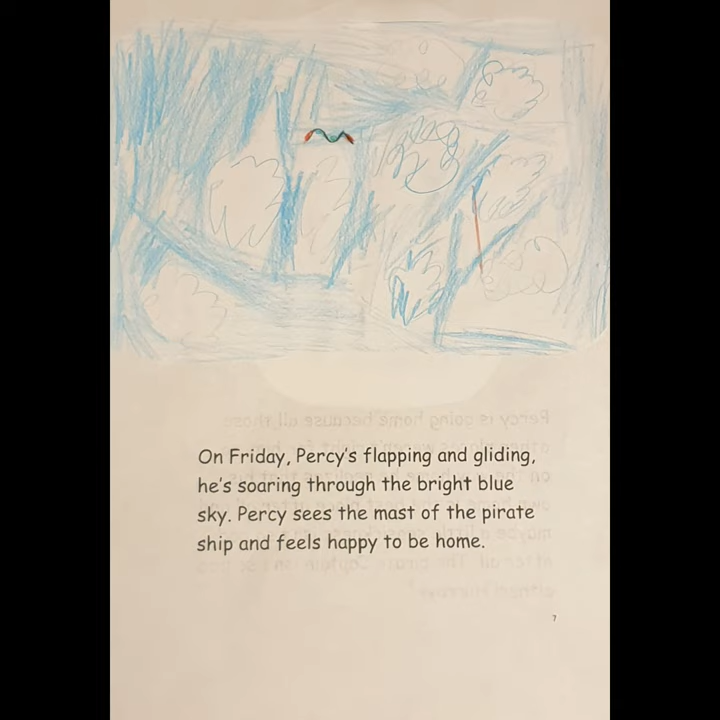 On Friday, Percy's flapping and gliding,
he's soaring through the bright blue
sky. Percy sees the mast of the pirate
ship and feels happy to be home.
7